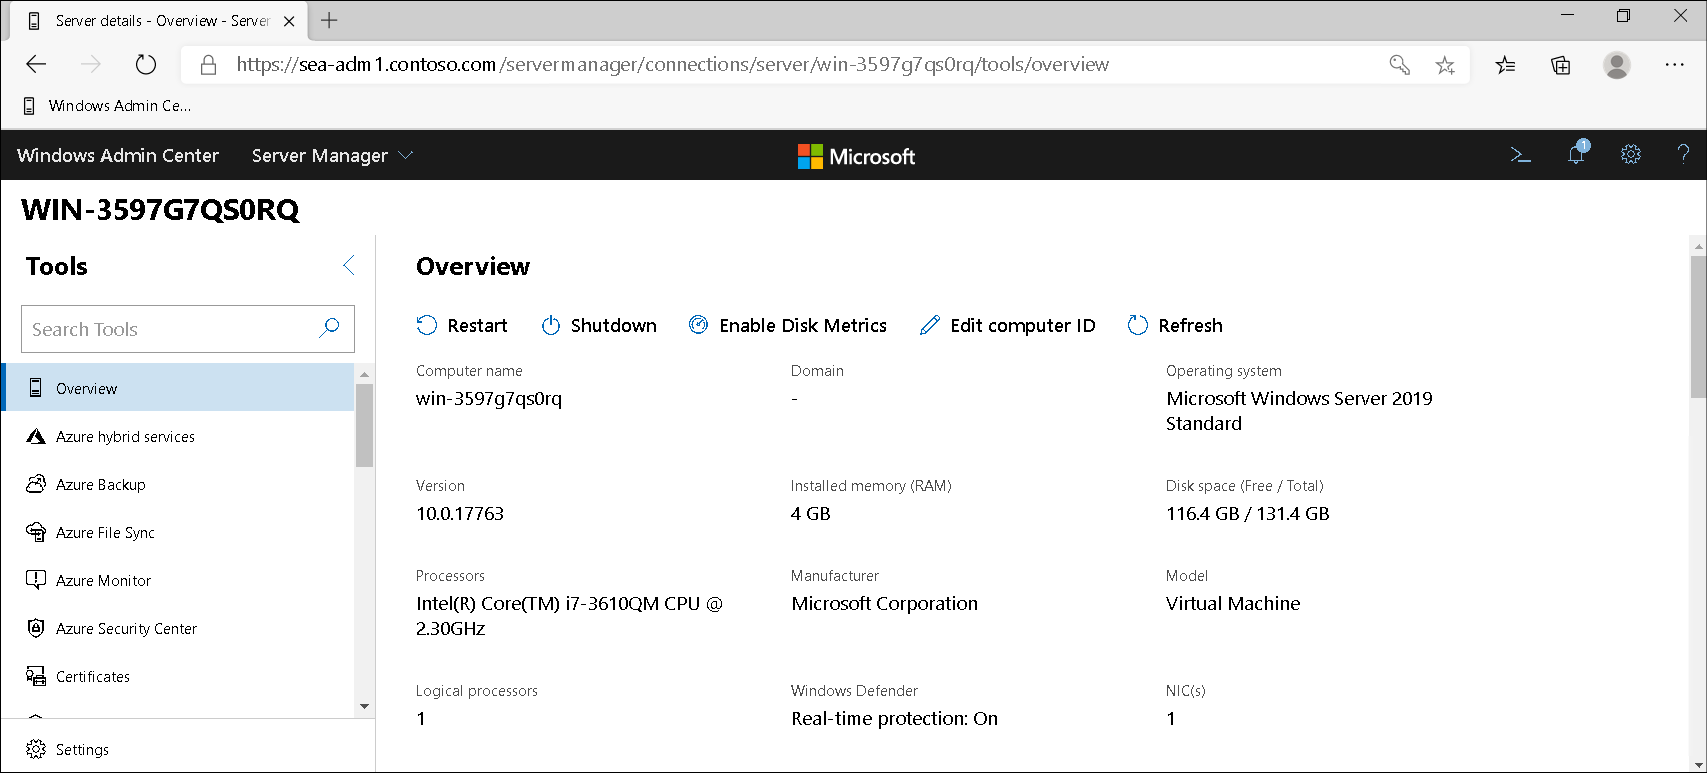 Server details - Overview - Server
https://sea-adm1.contoso.com/servermanager/connections/server/win-3597g7qs0rq/tools/overview
Windows Admin Ce...
Windows Admin Center Server Manager Microsoft 1 ?
WIN-3597G7QS0RQ
Tools
Search Tools
Overview
Azure hybrid services
Azure Backup
Azure File Sync
Azure Monitor
Azure Security Center
Certificates
Settings
Overview
Restart Shutdown Enable Disk Metrics Edit computer ID Refresh
Computer name
win-3597g7qs0rq
Domain
-
Operating system
Microsoft Windows Server 2019
Standard
Version
10.0.17763
Installed memory (RAM)
4 GB
Disk space (Free / Total)
116.4 GB / 131.4 GB
Processors
Intel(R) Core(TM) i7-3610QM CPU @
2.30GHz
Manufacturer
Microsoft Corporation
Model
Virtual Machine
Logical processors
1
Windows Defender
Real-time protection: On
NIC(s)
1